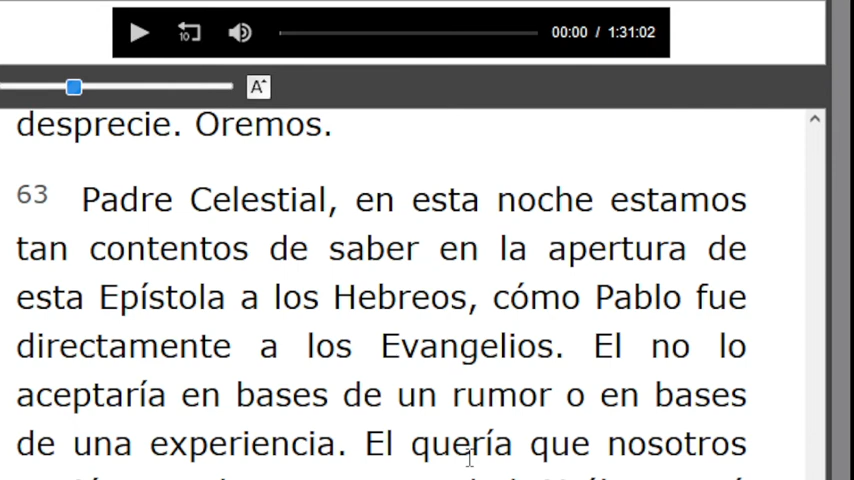 10
00:00 / 1:31:02
A
desprecie. Oremos.
63 Padre Celestial, en esta noche estamos
tan contentos de saber en la apertura de
esta Epístola a los Hebreos, cómo Pablo fue
directamente a los Evangelios. El no lo
aceptaría en bases de un rumor o en bases
de una experiencia. El quería que nosotros